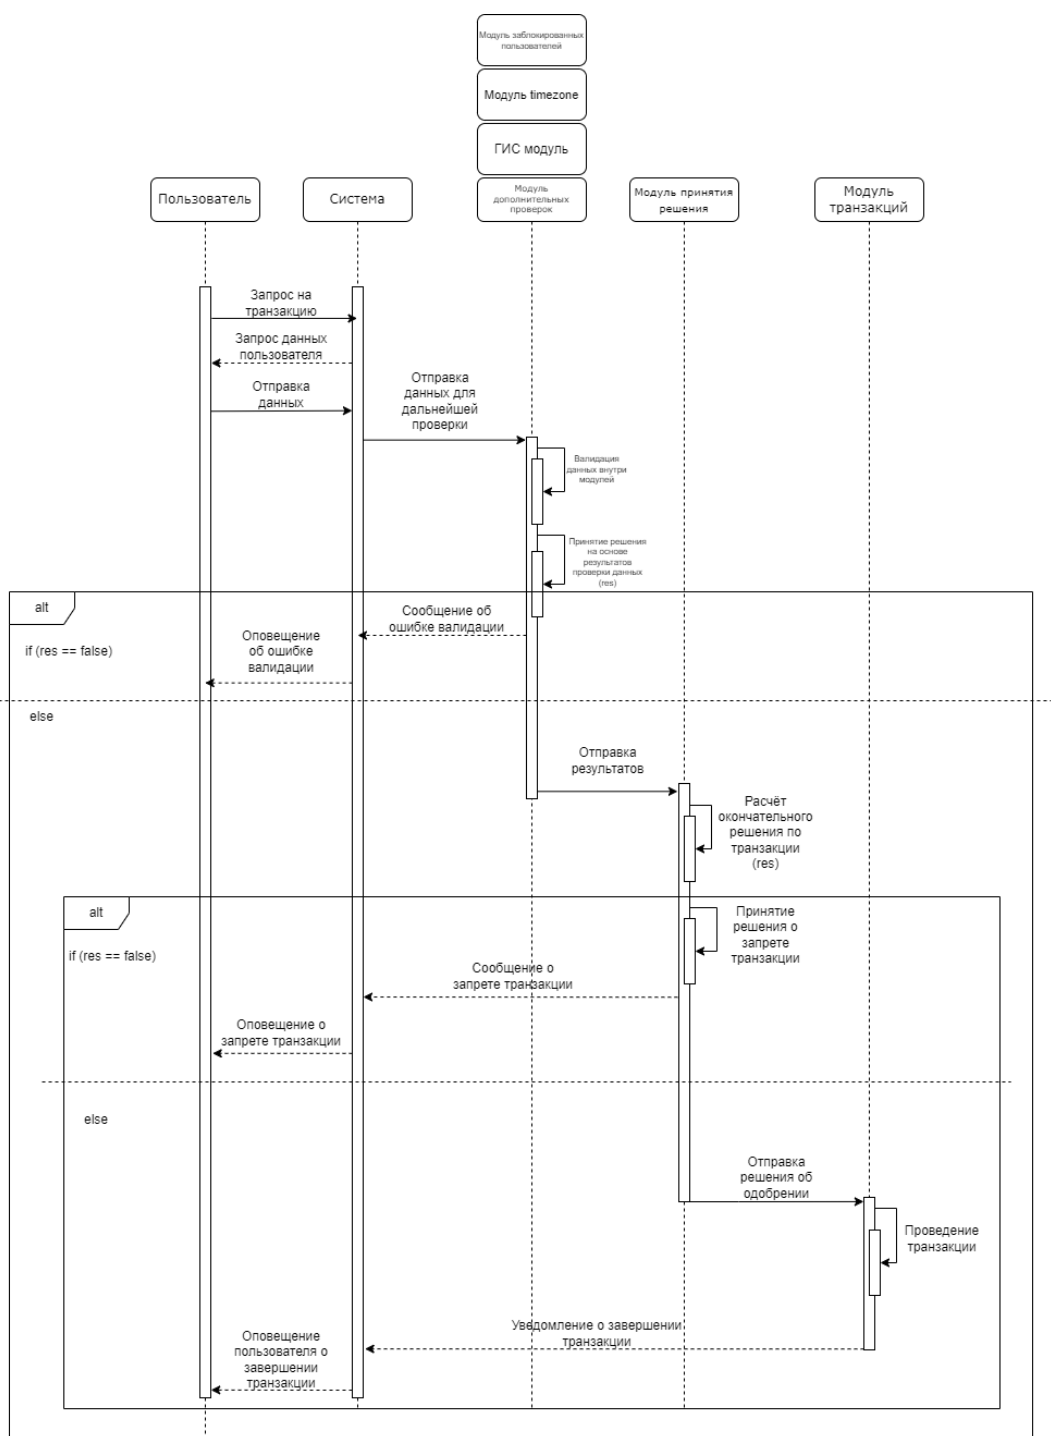 Модуль заблокированных
пользователей
Модуль timezone
ГИС модуль
Пользователь
Система
Модуль
дополнительных
проверок
Модуль принятия
решения
Модуль
транзакций
Запрос на
транзакцию
Запрос данных
пользователя
Отправка
данных
Отправка
данных для
дальнейшей
проверки
Валидация
данных внутри
модулей
Принятие решения
на основе
результатов
проверки данных
(res)
alt
if (res == false)
Сообщение об
ошибке валидации
Оповещение
об ошибке
валидации
else
Отправка
результатов
Расчёт
окончательного
решения по
транзакции
(res)
alt
if (res == false)
Принятие
решения о
запрете
транзакции
Сообщение о
запрете транзакции
Оповещение о
запрете транзакции
else
Отправка
решения об
одобрении
Проведение
транзакции
Уведомление о завершении
транзакции
Оповещение
пользователя о
завершении
транзакции